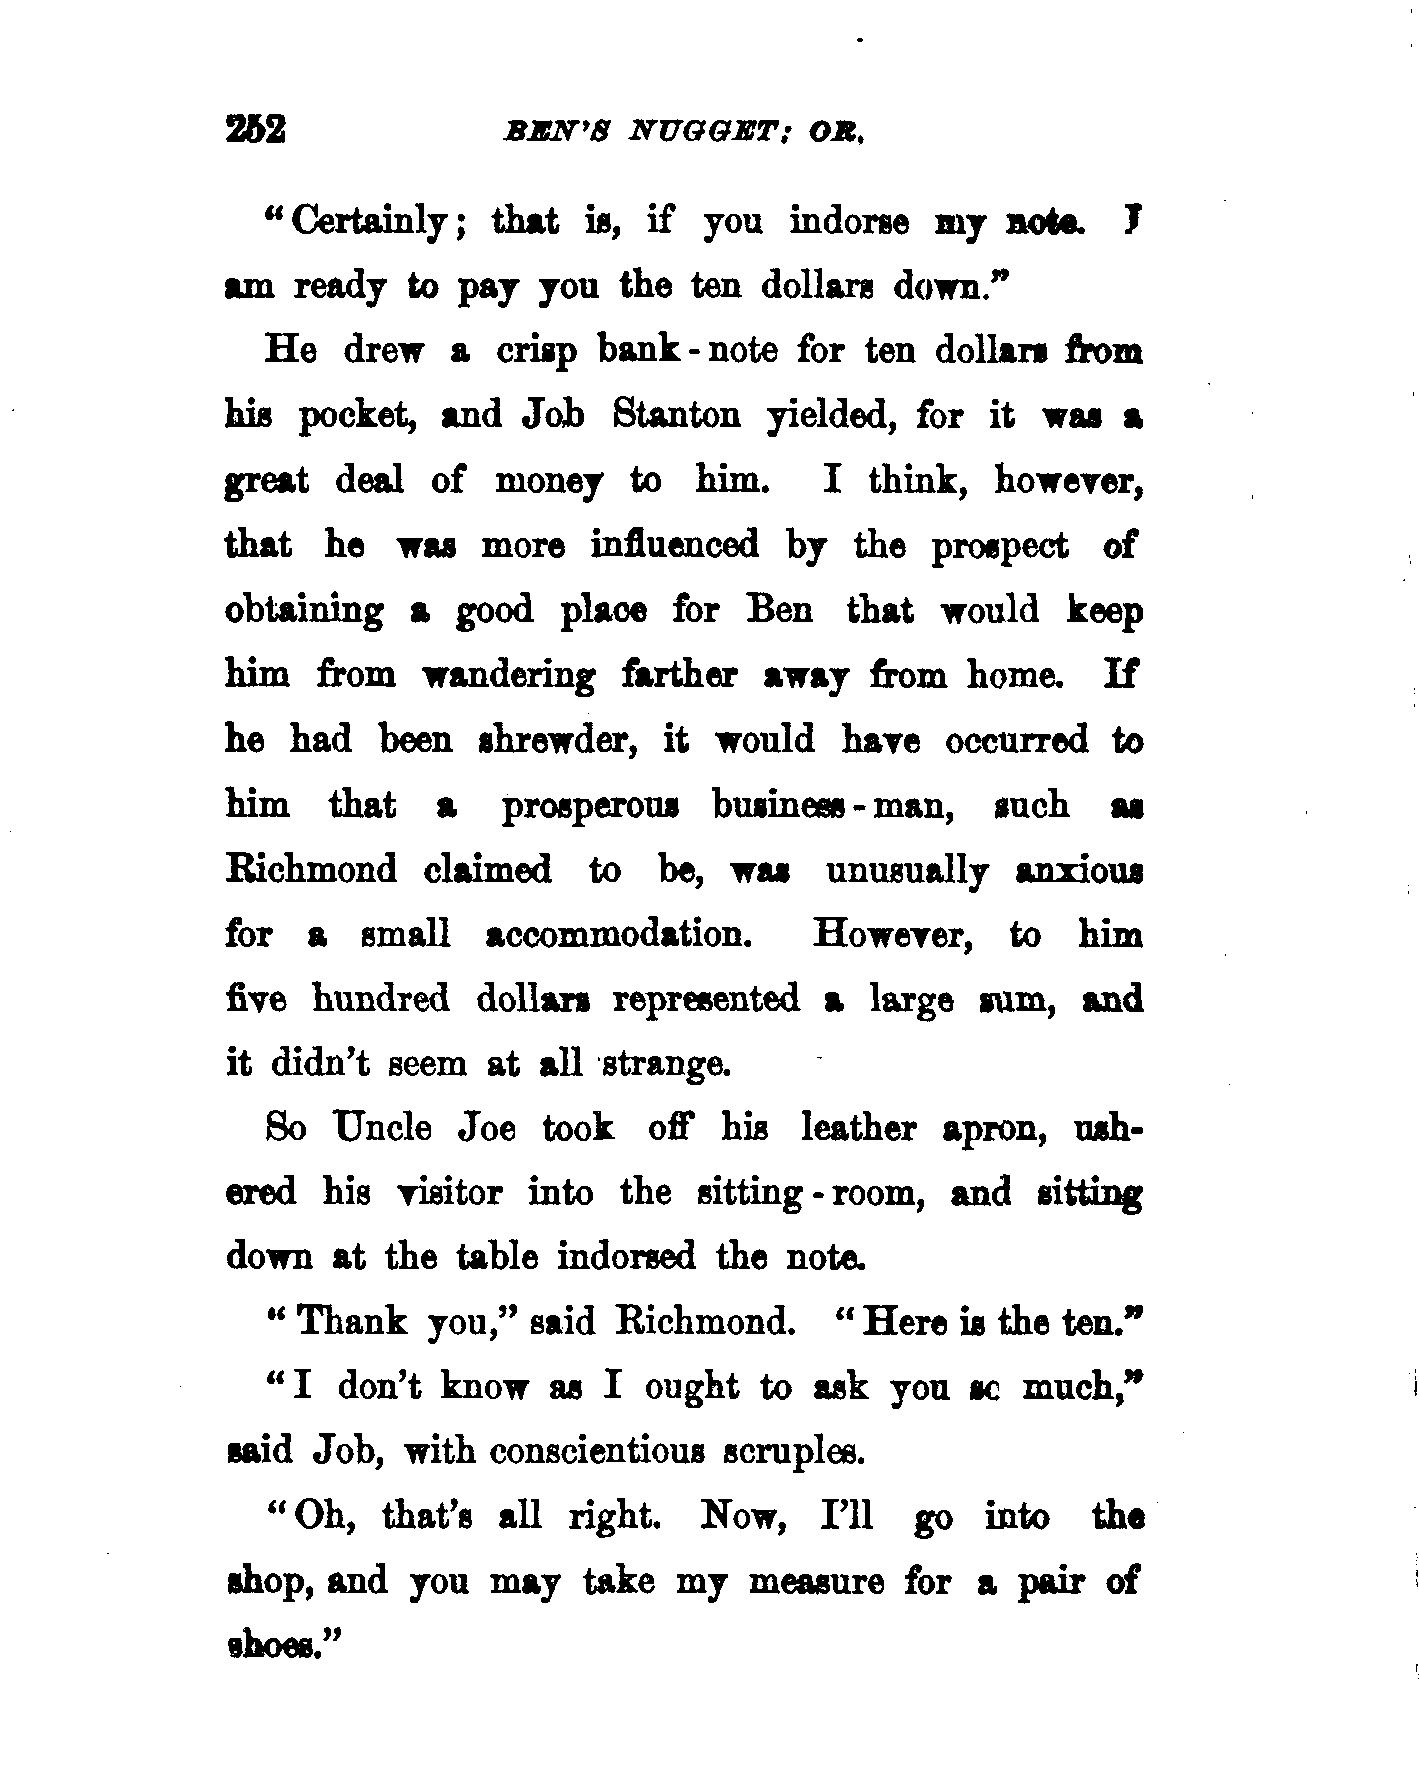 252 BEN'S NUGGET; OR,
"Certainly; that is, if you indorse my note. I
am ready to pay you the ten dollars down."
He drew a crisp bank-note for ten dollars from
his pocket, and Job Stanton yielded, for it was a
great deal of money to him. I think, however,
that he was more influenced by the prospect of
obtaining a good place for Ben that would keep
him from wandering farther away from home. If
he had been shrewder, it would have occurred to
him that a prosperous business-man, such as
Richmond claimed to be, was unusually anxious
for a small accommodation. However, to him
five hundred dollars represented a large sum, and
it didn't seem at all strange.
So Uncle Joe took off his leather apron, ush-
ered his visitor into the sitting-room, and sitting
down at the table indorsed the note.
"Thank you," said Richmond. "Here is the ten."
"I don't know as I ought to ask you so much,"
said Job, with conscientious scruples.
"Oh, that's all right. Now, I'll go into the
shop, and you may take my measure for a pair of
shoes."